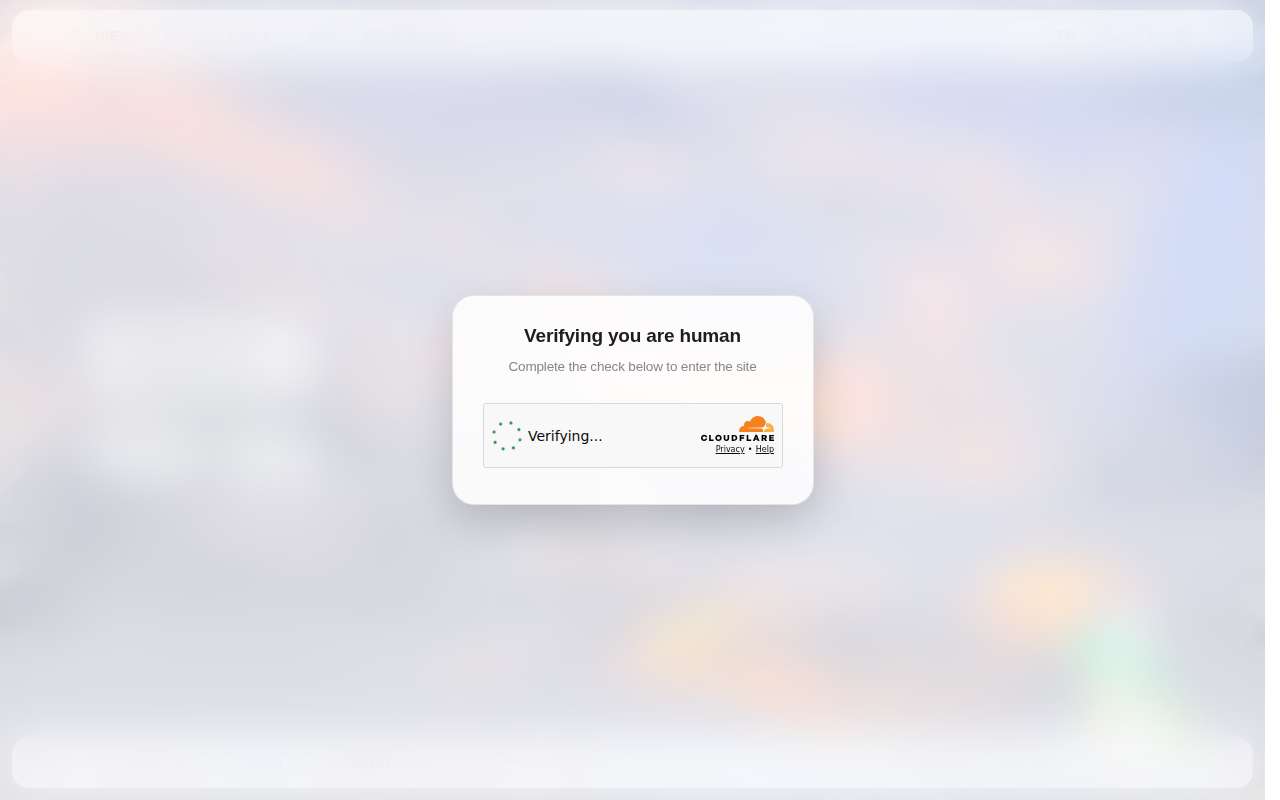 Verifying you are human
Complete the check below to enter the site
Verifying...
CLOUDFLARE
Privacy • Help